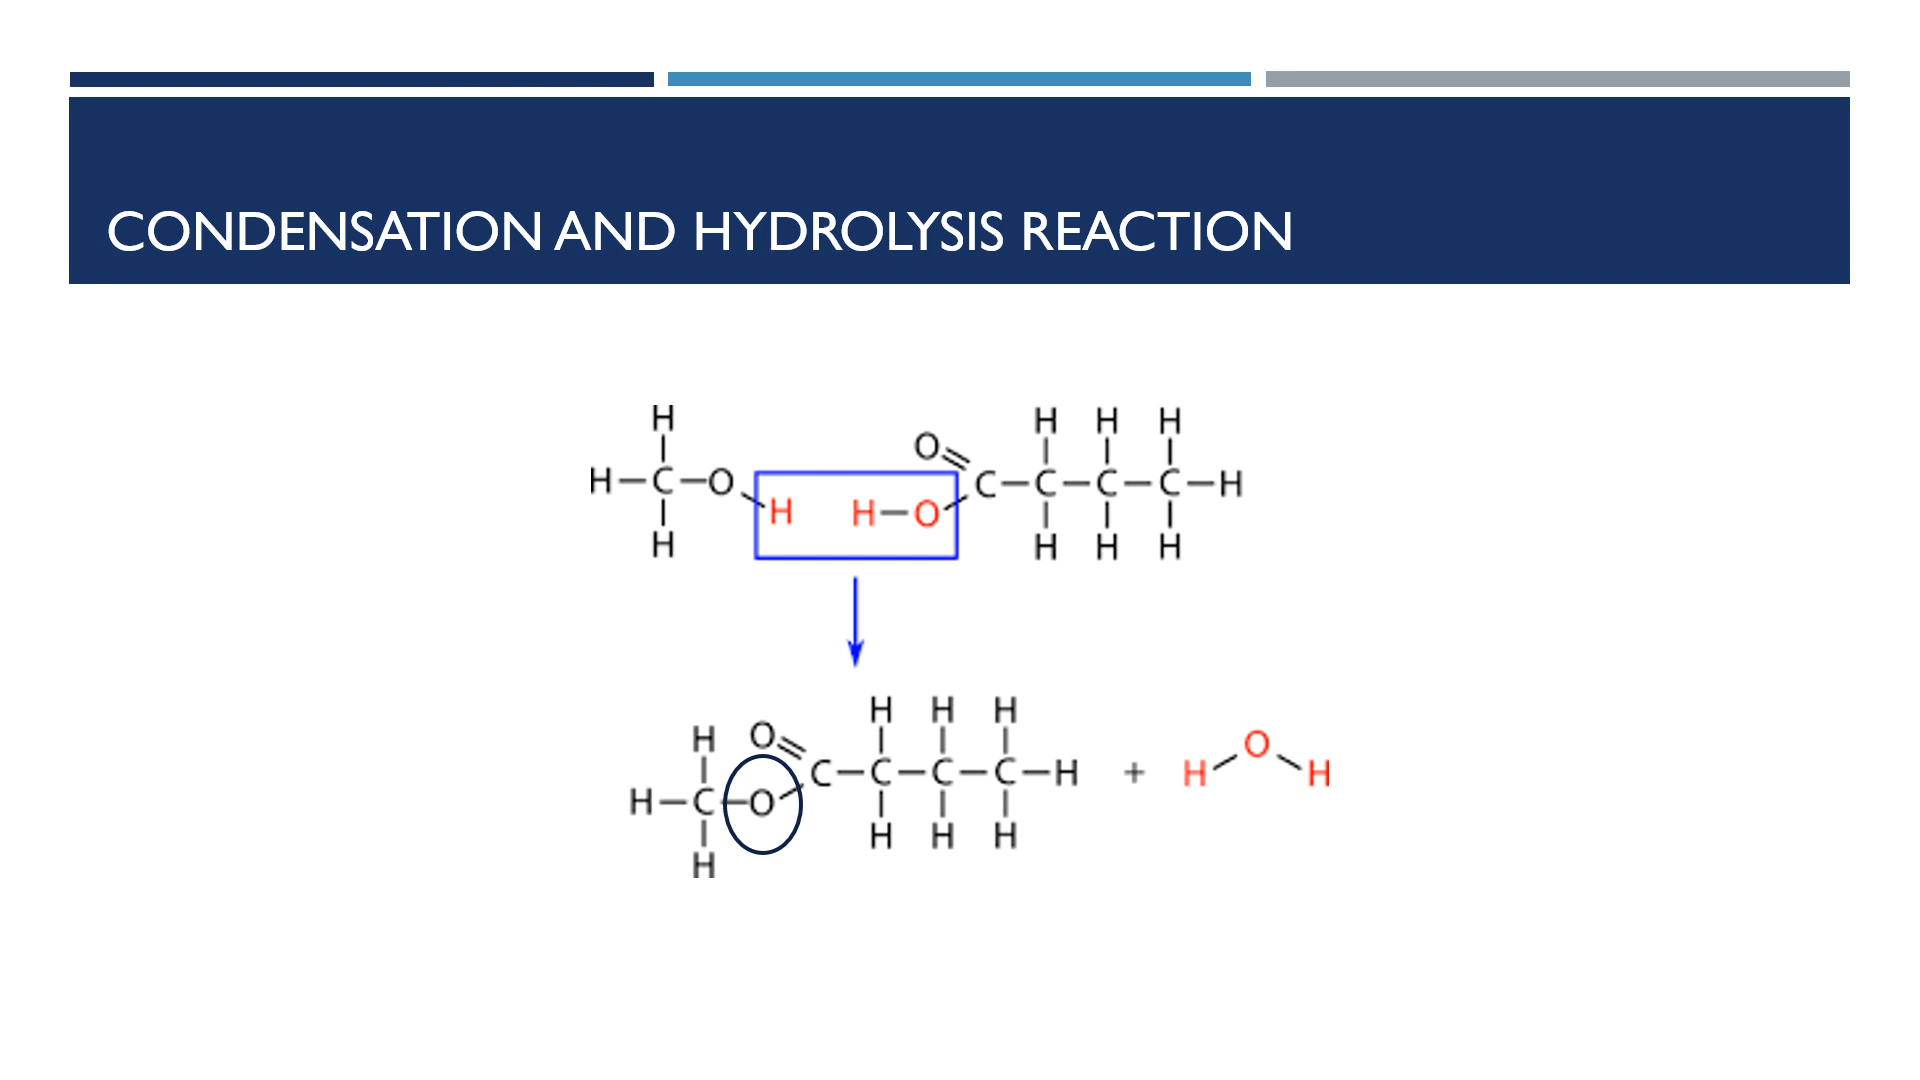 CONDENSATION AND HYDROLYSIS REACTION
H H H H
O
H—C—O C—C—C—C—H
H H—O
H H H H
H H H
H O
C—C—C—C—H + H O H
H—C—O
H H H
H